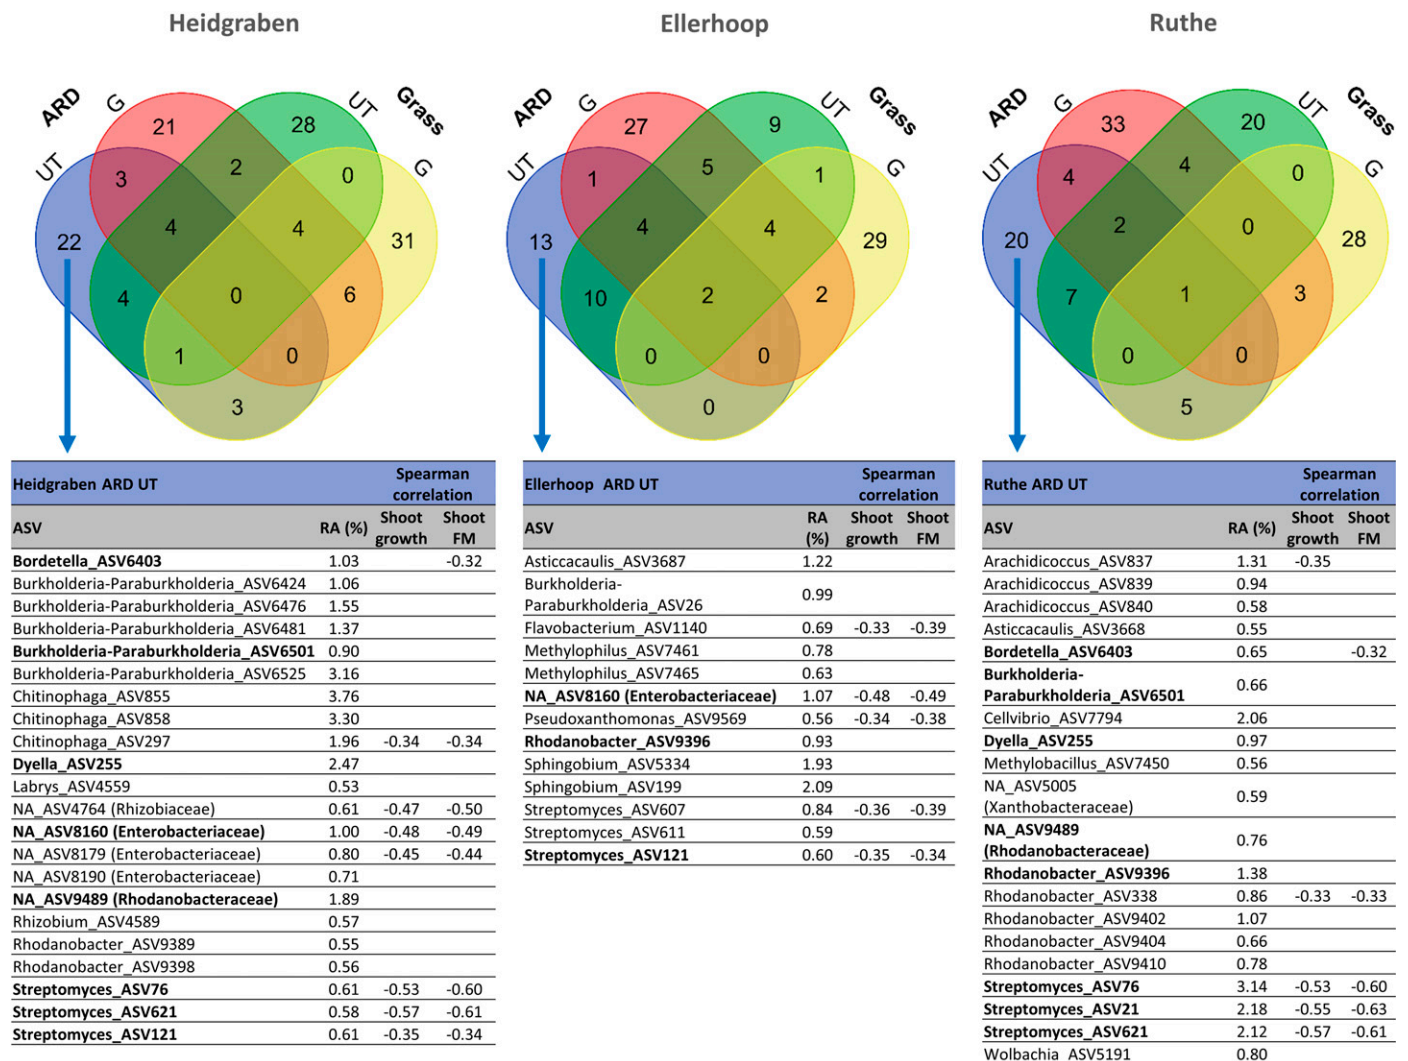 Heidgraben
Ellerhoop
Ruthe
ARD
G
UT
Grass
UT
G
21
28
3
2
0
22
4
4
31
4
0
6
1
0
3
ARD
G
UT
Grass
UT
G
27
9
1
5
1
13
4
4
29
10
2
2
0
0
0
ARD
G
UT
Grass
UT
G
33
20
4
4
0
20
2
0
28
7
1
3
0
0
5
Heidgraben ARD UT Spearman correlation
ASV RA (%) Shoot growth Shoot FM
Bordetella_ASV6403 1.03 -0.32
Burkholderia-Paraburkholderia_ASV6424 1.06
Burkholderia-Paraburkholderia_ASV6476 1.55
Burkholderia-Paraburkholderia_ASV6481 1.37
Burkholderia-Paraburkholderia_ASV6501 0.90
Burkholderia-Paraburkholderia_ASV6525 3.16
Chitinophaga_ASV855 3.76
Chitinophaga_ASV858 3.30
Chitinophaga_ASV297 1.96 -0.34 -0.34
Dyella_ASV255 2.47
Labrys_ASV4559 0.53
NA_ASV4764 (Rhizobiaceae) 0.61 -0.47 -0.50
NA_ASV8160 (Enterobacteriaceae) 1.00 -0.48 -0.49
NA_ASV8179 (Enterobacteriaceae) 0.80 -0.45 -0.44
NA_ASV8190 (Enterobacteriaceae) 0.71
NA_ASV9489 (Rhodanobacteraceae) 1.89
Rhizobium_ASV4589 0.57
Rhodanobacter_ASV9389 0.55
Rhodanobacter_ASV9398 0.56
Streptomyces_ASV76 0.61 -0.53 -0.60
Streptomyces_ASV621 0.58 -0.57 -0.61
Streptomyces_ASV121 0.61 -0.35 -0.34
Ellerhoop ARD UT Spearman correlation
ASV RA (%) Shoot growth Shoot FM
Asticcacaulis_ASV3687 1.22
Burkholderia-
Paraburkholderia_ASV26 0.99
Flavobacterium_ASV1140 0.69 -0.33 -0.39
Methylophilus_ASV7461 0.78
Methylophilus_ASV7465 0.63
NA_ASV8160 (Enterobacteriaceae) 1.07 -0.48 -0.49
Pseudoxanthomonas_ASV9569 0.56 -0.34 -0.38
Rhodanobacter_ASV9396 0.93
Sphingobium_ASV5334 1.93
Sphingobium_ASV199 2.09
Streptomyces_ASV607 0.84 -0.36 -0.39
Streptomyces_ASV611 0.59
Streptomyces_ASV121 0.60 -0.35 -0.34
Ruthe ARD UT Spearman correlation
ASV RA (%) Shoot growth Shoot FM
Arachidicoccus_ASV837 1.31 -0.35
Arachidicoccus_ASV839 0.94
Arachidicoccus_ASV840 0.58
Asticcacaulis_ASV3668 0.55
Bordetella_ASV6403 0.65 -0.32
Burkholderia-
Paraburkholderia_ASV6501 0.66
Cellvibrio_ASV7794 2.06
Dyella_ASV255 0.97
Methylobacillus_ASV7450 0.56
NA_ASV5005
(Xanthobacteraceae) 0.59
NA_ASV9489
(Rhodanobacteraceae) 0.76
Rhodanobacter_ASV9396 1.38
Rhodanobacter_ASV338 0.86 -0.33 -0.33
Rhodanobacter_ASV9402 1.07
Rhodanobacter_ASV9404 0.66
Rhodanobacter_ASV9410 0.78
Streptomyces_ASV76 3.14 -0.53 -0.60
Streptomyces_ASV21 2.18 -0.55 -0.63
Streptomyces_ASV621 2.12 -0.57 -0.61
Wolbachia_ASV5191 0.80